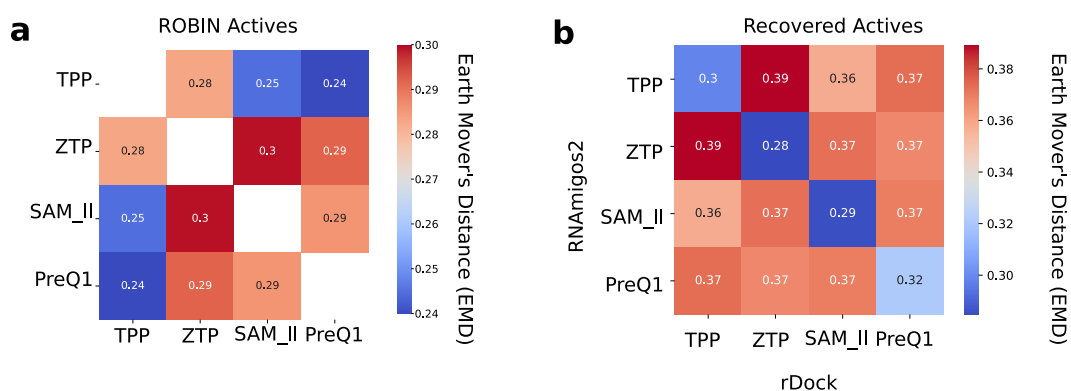 a
ROBIN Actives
TPP
0.28
0.25
0.24
ZTP
0.28
0.3
0.29
SAM_II
0.25
0.3
0.29
PreQ1
0.24
0.29
0.29
TPP
ZTP
SAM_II
PreQ1
0.30
0.29
0.28
0.27
0.26
0.25
0.24
Earth Mover's Distance (EMD)
b
Recovered Actives
RNAmigos2
TPP
0.3
0.39
0.36
0.37
ZTP
0.39
0.28
0.37
0.37
SAM_II
0.36
0.37
0.29
0.37
PreQ1
0.37
0.37
0.37
0.32
TPP
ZTP
SAM_II
PreQ1
rDock
0.38
0.36
0.34
0.32
0.30
Earth Mover's Distance (EMD)